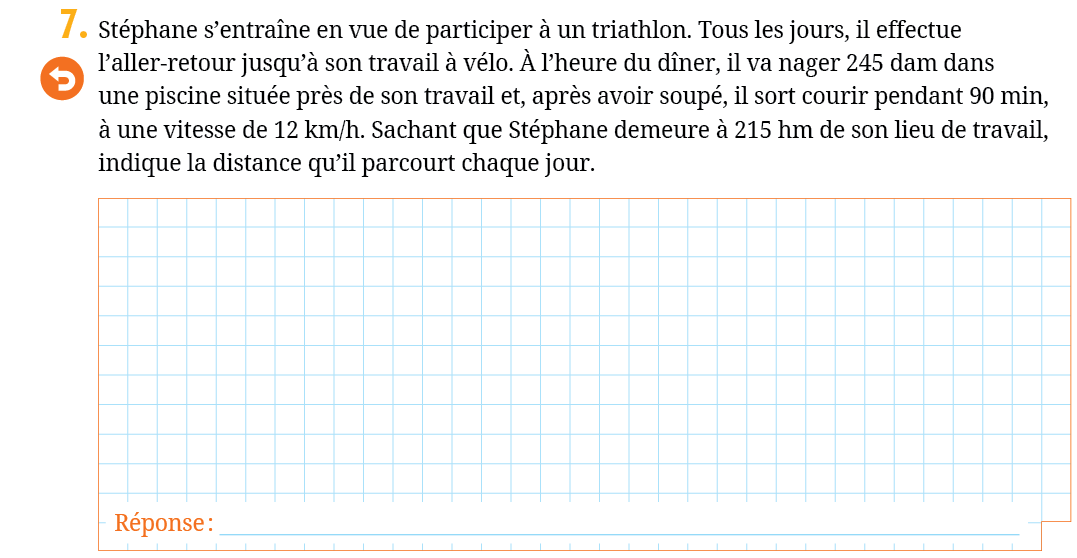 7. Stéphane s’entraîne en vue de participer à un triathlon. Tous les jours, il effectue
l’aller-retour jusqu’à son travail à vélo. À l’heure du dîner, il va nager 245 dam dans
une piscine située près de son travail et, après avoir soupé, il sort courir pendant 90 min,
à une vitesse de 12 km/h. Sachant que Stéphane demeure à 215 hm de son lieu de travail,
indique la distance qu’il parcourt chaque jour.
Réponse :